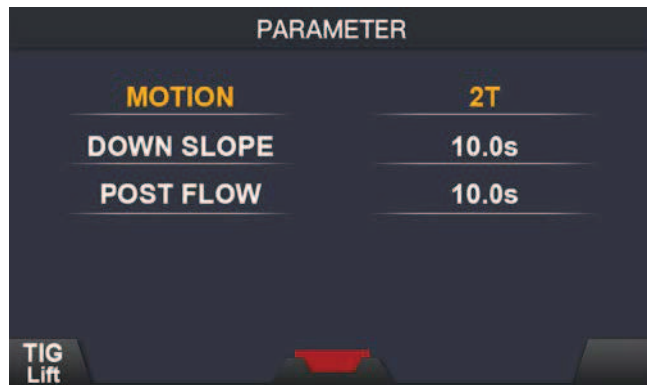 PARAMETER
MOTION 2T
DOWN SLOPE 10.0s
POST FLOW 10.0s
TIG
Lift